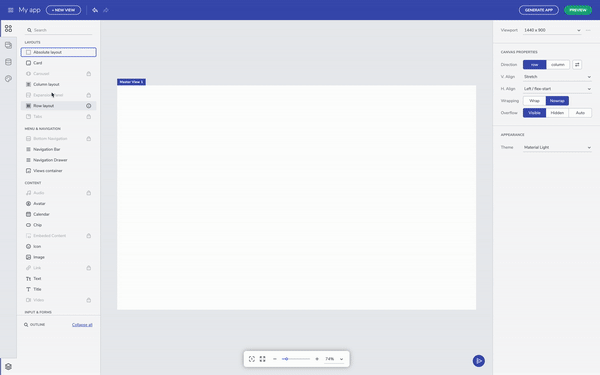 My app
+ NEW VIEW
GENERATE APP
PREVIEW
Search
LAYOUTS
Absolute layout
Card
Carousel
Column layout
Row layout
Tabs
MENU & NAVIGATION
Bottom Navigation
Navigation Bar
Navigation Drawer
Views container
CONTENT
Audio
Avatar
Calendar
Chip
Embedded Content
Icon
Image
Link
Text
Title
Video
INPUT & FORMS
OUTLINE
Collapse all
Master View 1
74%
Viewport
1440 x 900
CANVAS PROPERTIES
Direction
row
column
V. Align.
Stretch
H. Align.
Left / flex-start
Wrapping
Wrap
Nowrap
Overflow
Visible
Hidden
Auto
APPEARANCE
Theme
Material Light